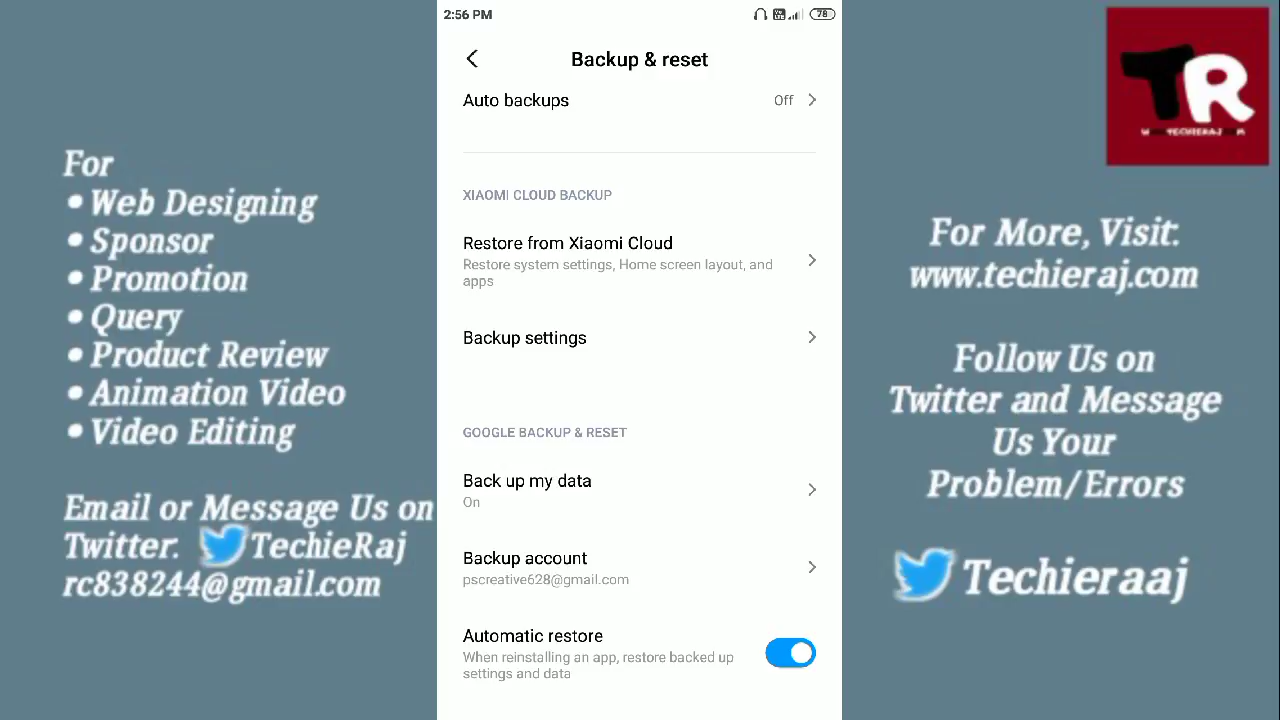 For
• Web Designing
• Sponsor
• Promotion
• Query
• Product Review
• Animation Video
• Video Editing
Email or Message Us on
Twitter. TechieRaj
rc838244@gmail.com
2:56 PM
78
Backup & reset
Auto backups
Off
XIAOMI CLOUD BACKUP
Restore from Xiaomi Cloud
Restore system settings, Home screen layout, and
apps
Backup settings
GOOGLE BACKUP & RESET
Back up my data
On
Backup account
pscreative628@gmail.com
Automatic restore
When reinstalling an app, restore backed up
settings and data
TR
For More, Visit:
www.techieraj.com
Follow Us on
Twitter and Message
Us Your
Problem/Errors
Techieraaj